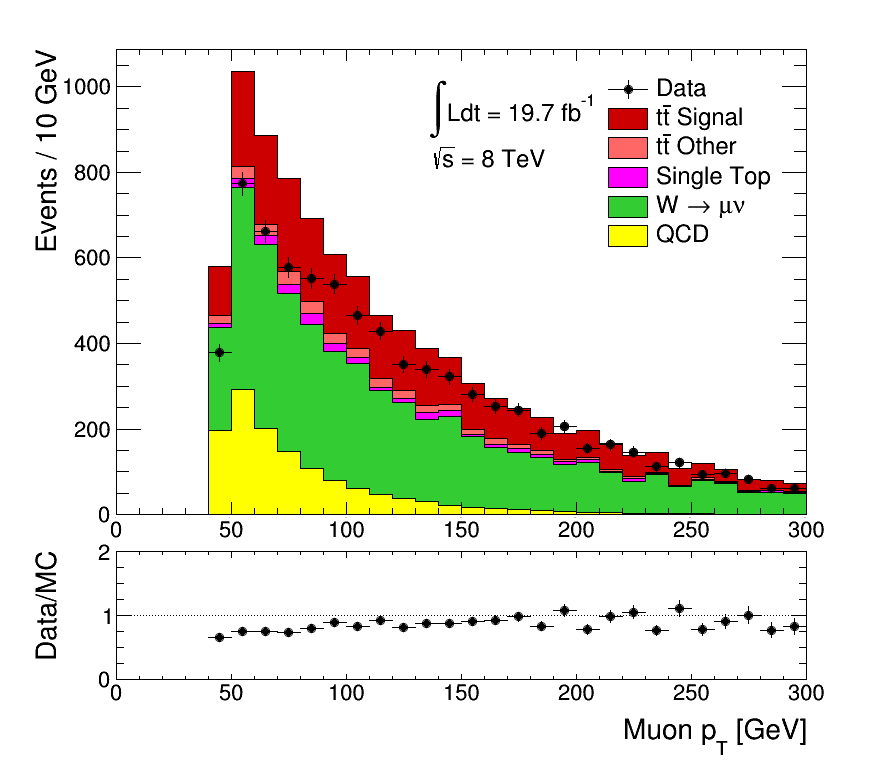 Events / 10 GeV
1000
800
600
400
200
0
0 50 100 150 200 250 300
∫Ldt = 19.7 fb⁻¹
√s = 8 TeV
Data
tt̄ Signal
tt̄ Other
Single Top
W → μν
QCD
Data/MC
2
1
0
0 50 100 150 200 250 300
Muon p_T [GeV]